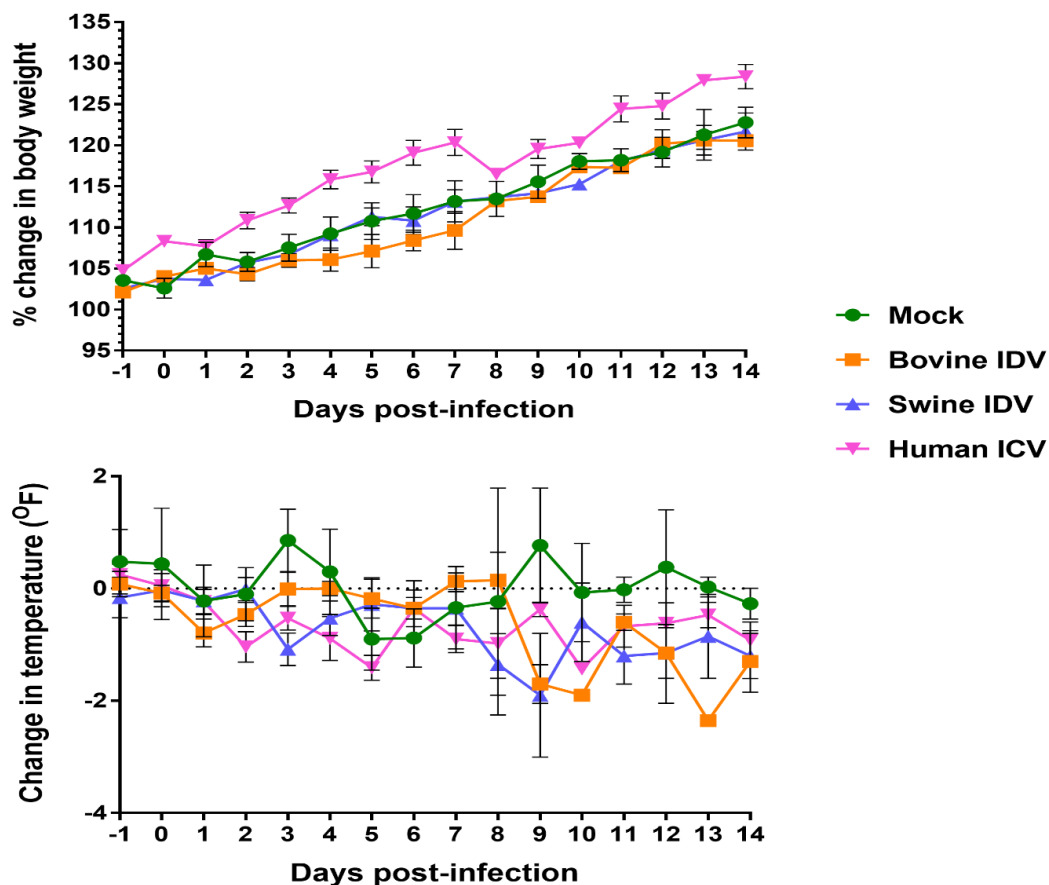 % change in body weight
135
130
125
120
115
110
105
100
95
-1 0 1 2 3 4 5 6 7 8 9 10 11 12 13 14
Days post-infection
Mock
Bovine IDV
Swine IDV
Human ICV
Change in temperature (ºF)
2
0
-2
-4
-1 0 1 2 3 4 5 6 7 8 9 10 11 12 13 14
Days post-infection